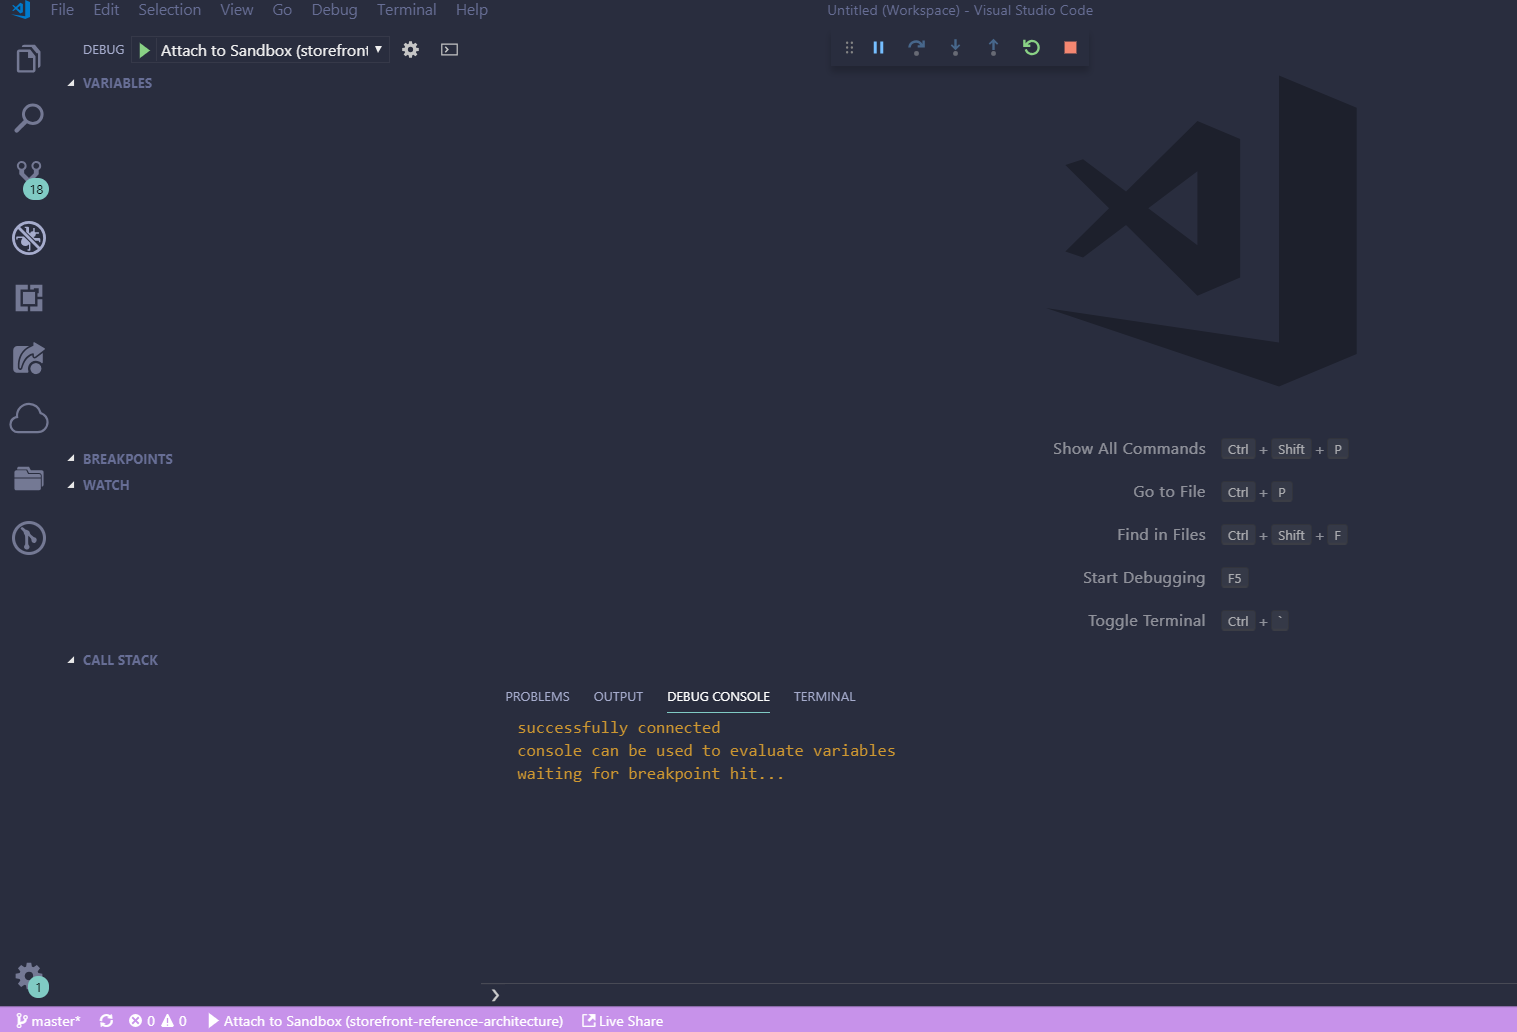 File Edit Selection View Go Debug Terminal Help
Untitled (Workspace) - Visual Studio Code
DEBUG Attach to Sandbox (storefront
VARIABLES
18
BREAKPOINTS
WATCH
CALL STACK
1
Show All Commands Ctrl + Shift + P
Go to File Ctrl + P
Find in Files Ctrl + Shift + F
Start Debugging F5
Toggle Terminal Ctrl + `
PROBLEMS OUTPUT DEBUG CONSOLE TERMINAL
successfully connected
console can be used to evaluate variables
waiting for breakpoint hit...
❯
master* 0 0 Attach to Sandbox (storefront-reference-architecture) Live Share